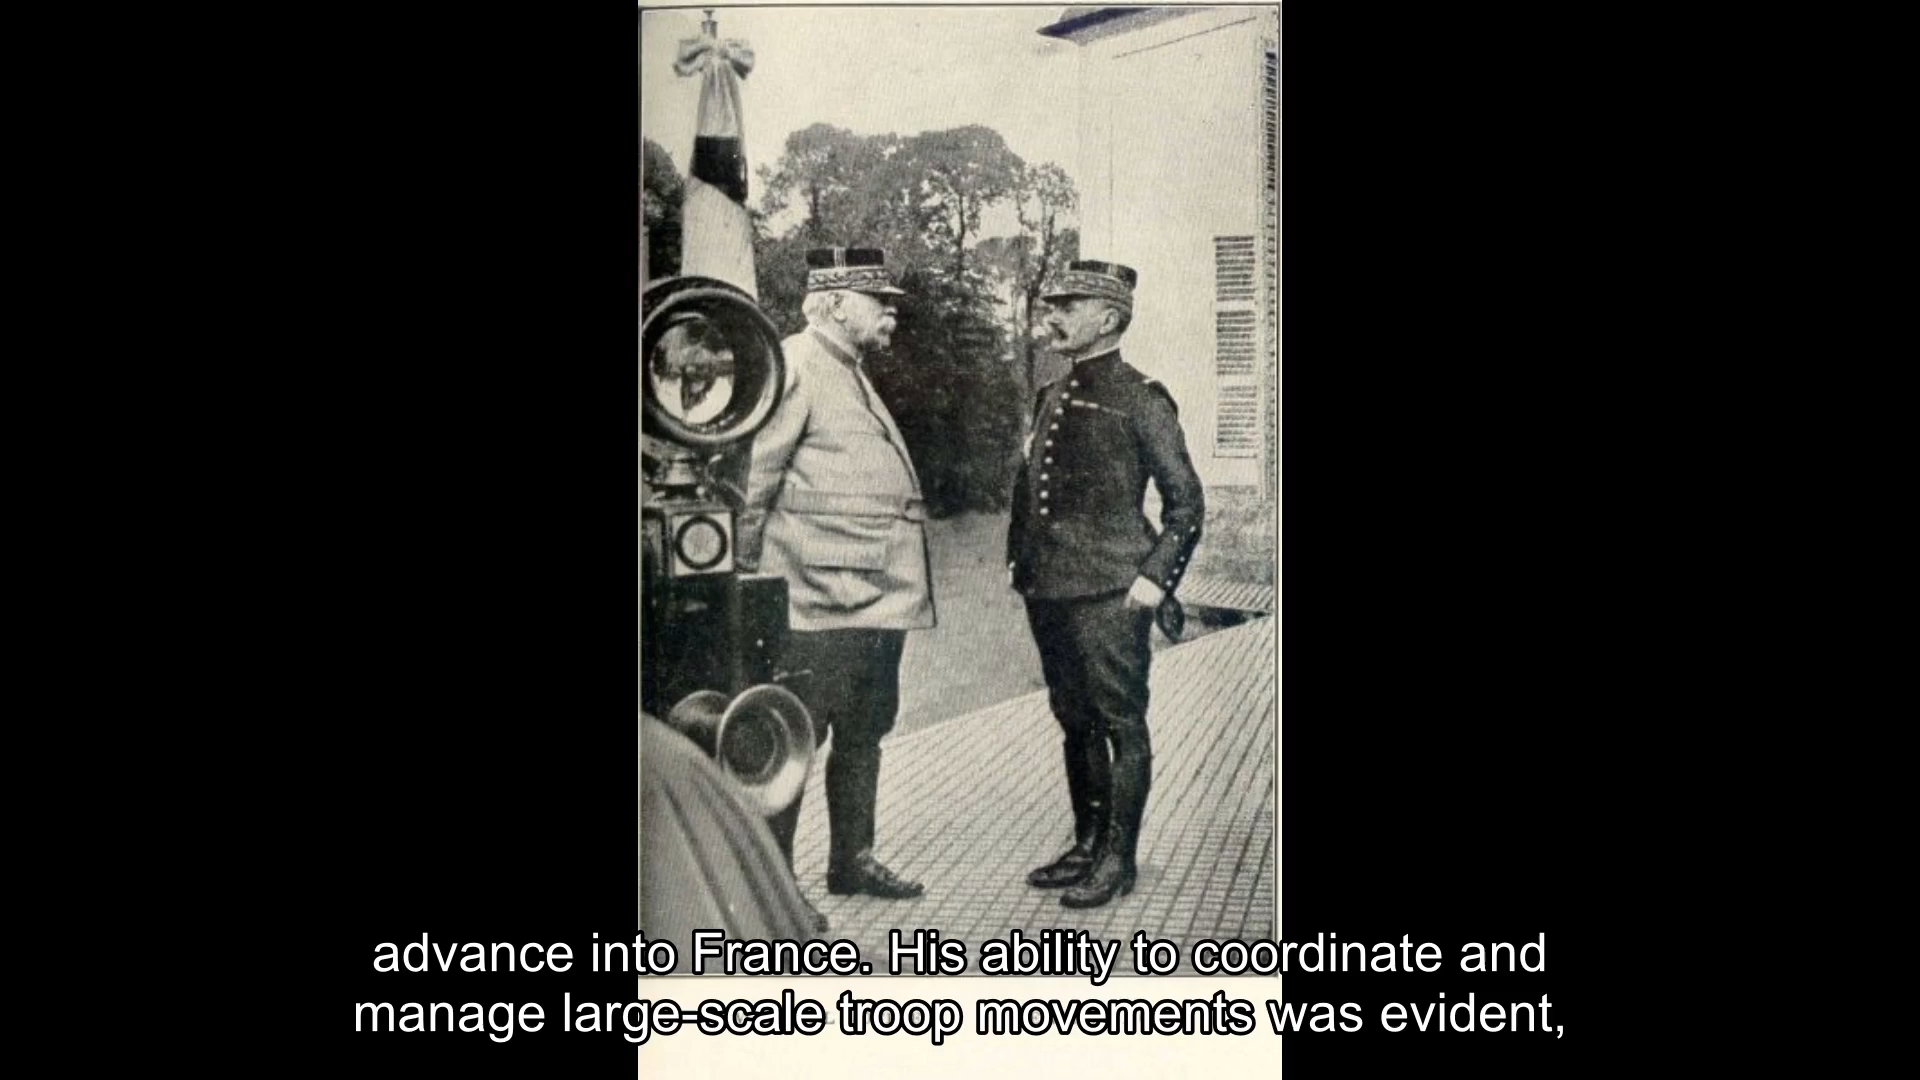 advance into France. His ability to coordinate and
manage large-scale troop movements was evident,